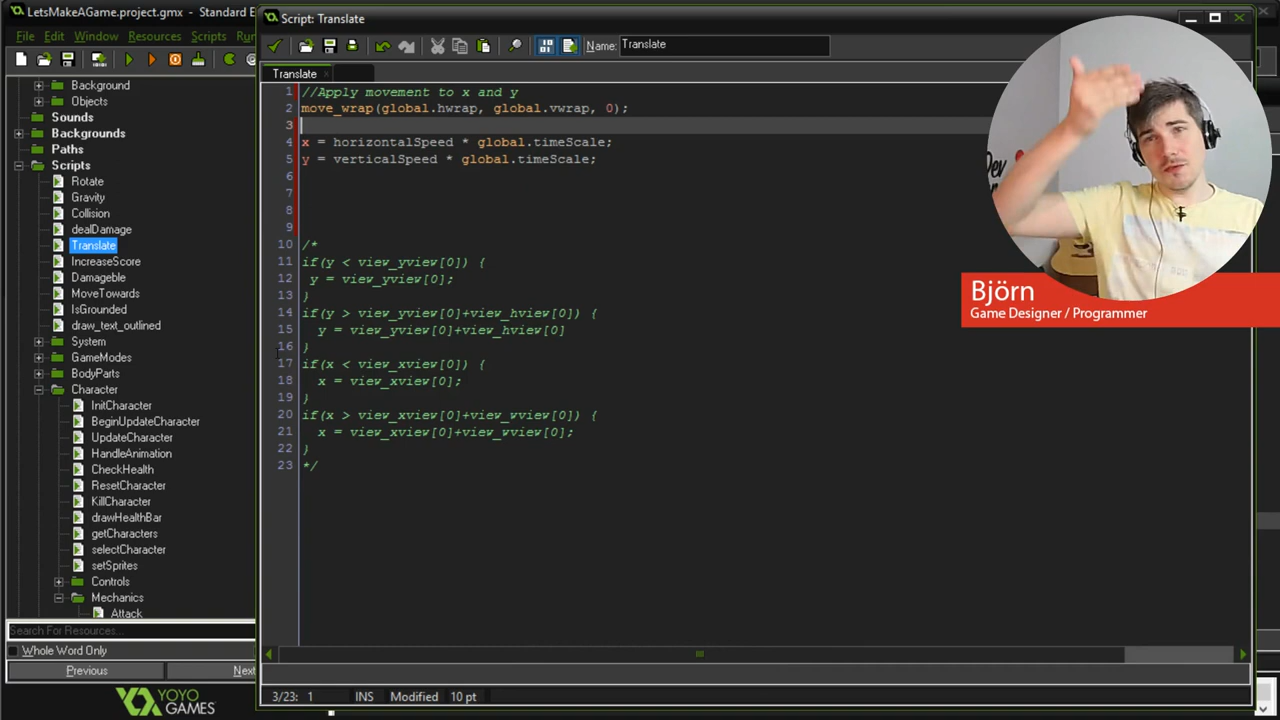 LetsMakeAGame.project.gmx - Standard E
File Edit Window Resources Scripts Ru
Background
Objects
Sounds
Backgrounds
Paths
Scripts
Rotate
Gravity
Collision
dealDamage
Translate
IncreaseScore
Damageble
MoveTowards
IsGrounded
draw_text_outlined
System
GameModes
BodyParts
Character
InitCharacter
BeginUpdateCharacter
UpdateCharacter
HandleAnimation
CheckHealth
ResetCharacter
KillCharacter
drawHealthBar
getCharacters
selectCharacter
setSprites
Controls
Mechanics
Attack
Search For Resources...
Whole Word Only
Previous Nex
YOYO
GAMES™
Script: Translate
Name: Translate
Translate
1 //Apply movement to x and y
2 move_wrap(global.hwrap, global.vwrap, 0);
3
4 x = horizontalSpeed * global.timeScale;
5 y = verticalSpeed * global.timeScale;
6
7
8
9
10 /*
11 if(y < view_yview[0]) {
12 y = view_yview[0];
13 }
14 if(y > view_yview[0]+view_hview[0]) {
15 y = view_yview[0]+view_hview[0]
16 }
17 if(x < view_xview[0]) {
18 x = view_xview[0];
19 }
20 if(x > view_xview[0]+view_wview[0]) {
21 x = view_xview[0]+view_wview[0];
22 }
23 */
3/23: 1 INS Modified 10 pt
Björn
Game Designer / Programmer